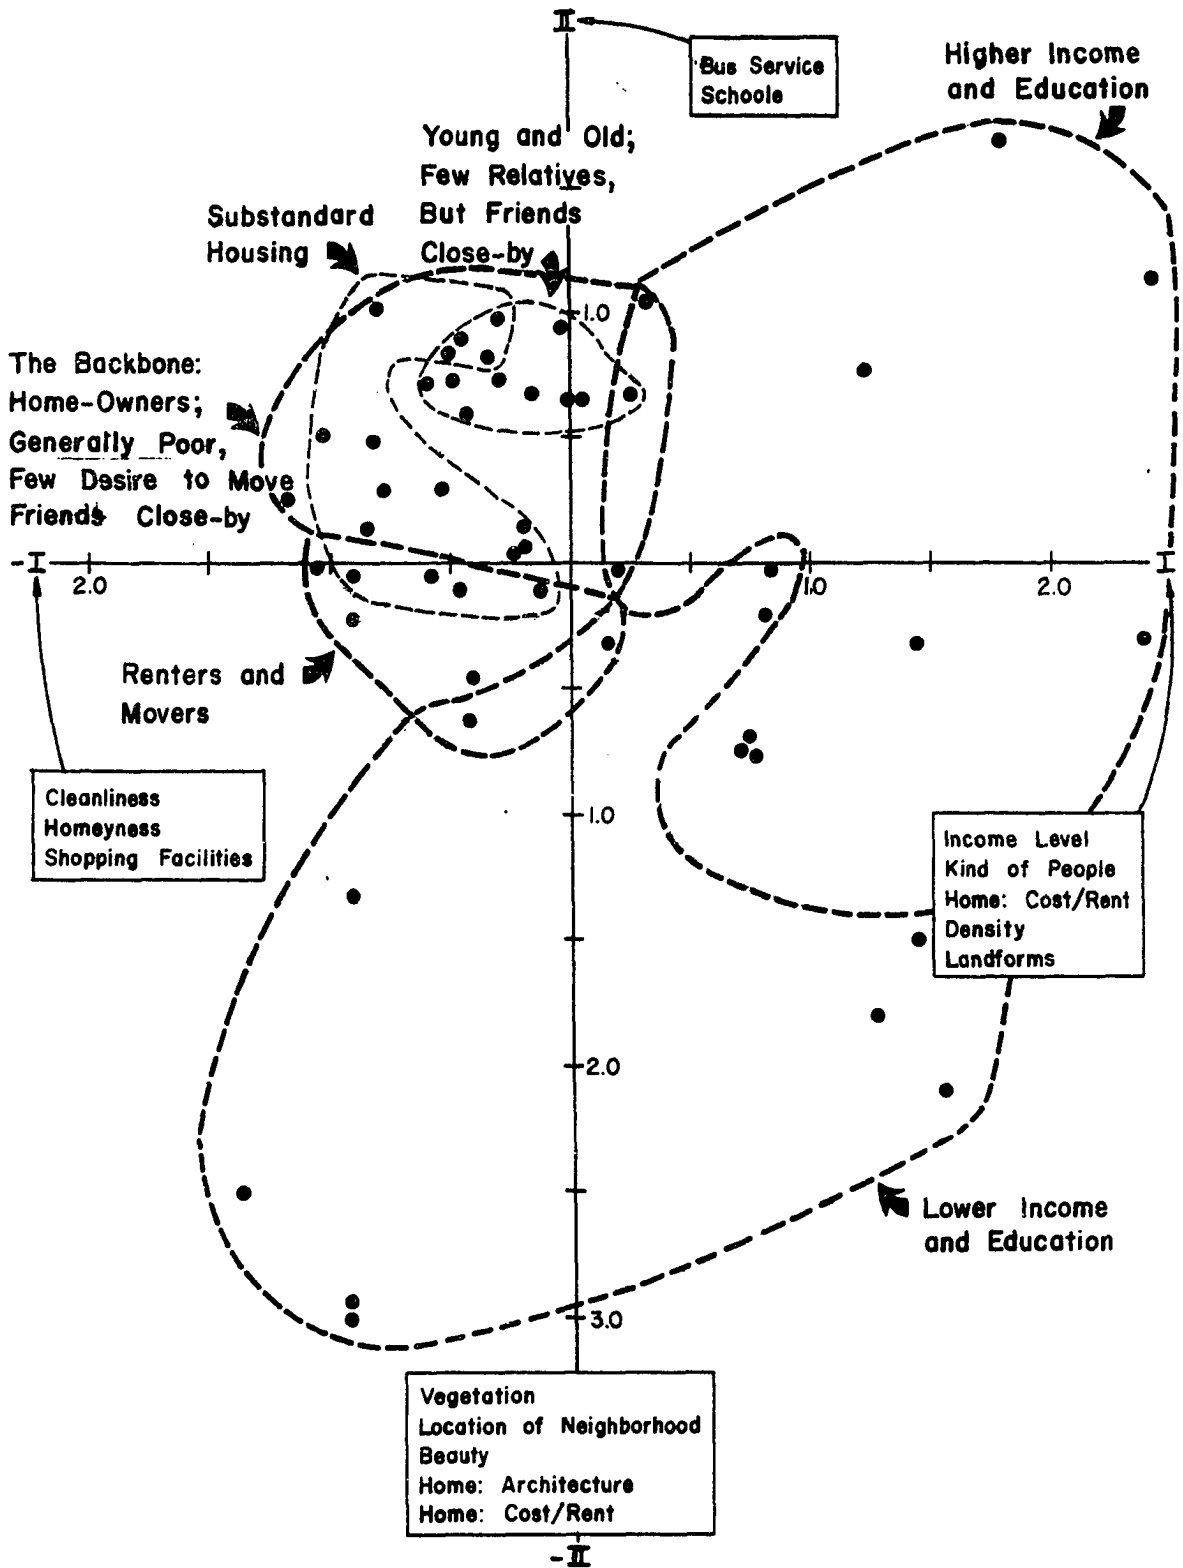 II
Bus Service
Schoole
Higher Income
and Education
Young and Old;
Few Relatives,
But Friends
Close-by
Substandard
Housing
1.0
The Backbone:
Home-Owners;
Generally Poor,
Few Desire to Move
Friends Close-by
-I
2.0
1.0
2.0
I
Renters and
Movers
Cleanliness
Homeyness
Shopping Facilities
1.0
Income Level
Kind of People
Home: Cost/Rent
Density
Landforms
2.0
Lower Income
and Education
3.0
Vegetation
Location of Neighborhood
Beauty
Home: Architecture
Home: Cost/Rent
-II